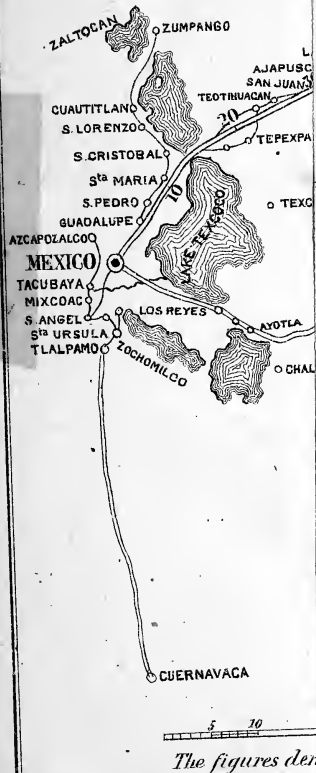 ZALTOCAN
ZUMPANGO
L.
AJAPUSC
SAN JUAN
TEOTIHUACAN
CUAUTITLAN
S. LORENZO
20
TEPEXPA
S. CRISTOBAL
Sta MARIA
10
S. PEDRO
GUADALUPE
TEXC
LAKE TEXCOCO
AZCAPOZALCO
MEXICO
TACUBAYA
MIXCOAC
S. ANGEL
LOS REYES
AYOTLA
Sta URSULA
TLALPAMO
ZOCHOMILCO
CHAL
CUERNAVACA
5 10
The figures den